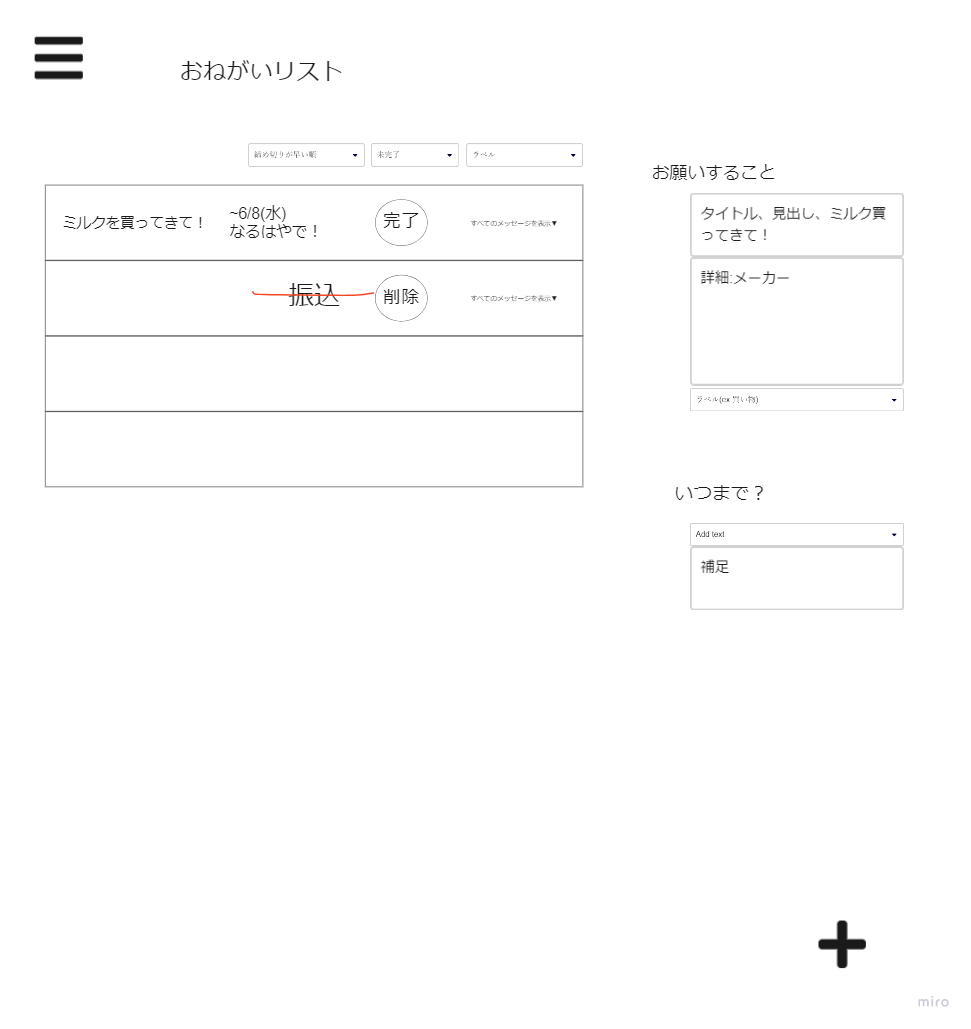 おねがいリスト
締め切りが早い順
未完了
ラベル
ミルクを買ってきて！
~6/8(水)
なるはやで！
完了
すべてのメッセージを表示▼
振込
削除
すべてのメッセージを表示▼
お願いすること
タイトル、見出し、ミルク買
ってきて！
詳細:メーカー
ラベル(ex 買い物)
いつまで？
Add text
補足
miro